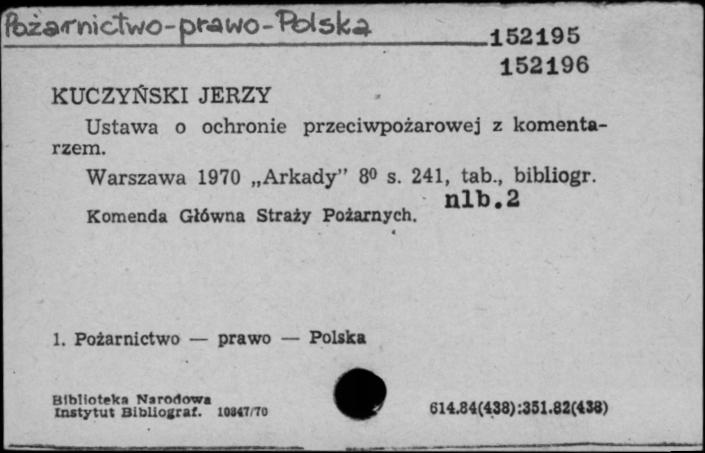 Pożarnictwo-prawo-Polska
152195
152196
KUCZYŃSKI JERZY
Ustawa o ochronie przeciwpożarowej z komenta-
rzem.
Warszawa 1970 „Arkady” 8⁰ s. 241, tab., bibliogr.
nlb.2
Komenda Główna Straży Pożarnych.
1. Pożarnictwo — prawo — Polska
Biblioteka Narodowa
Instytut Bibliograf. 10847/70
614.84(438):351.82(438)